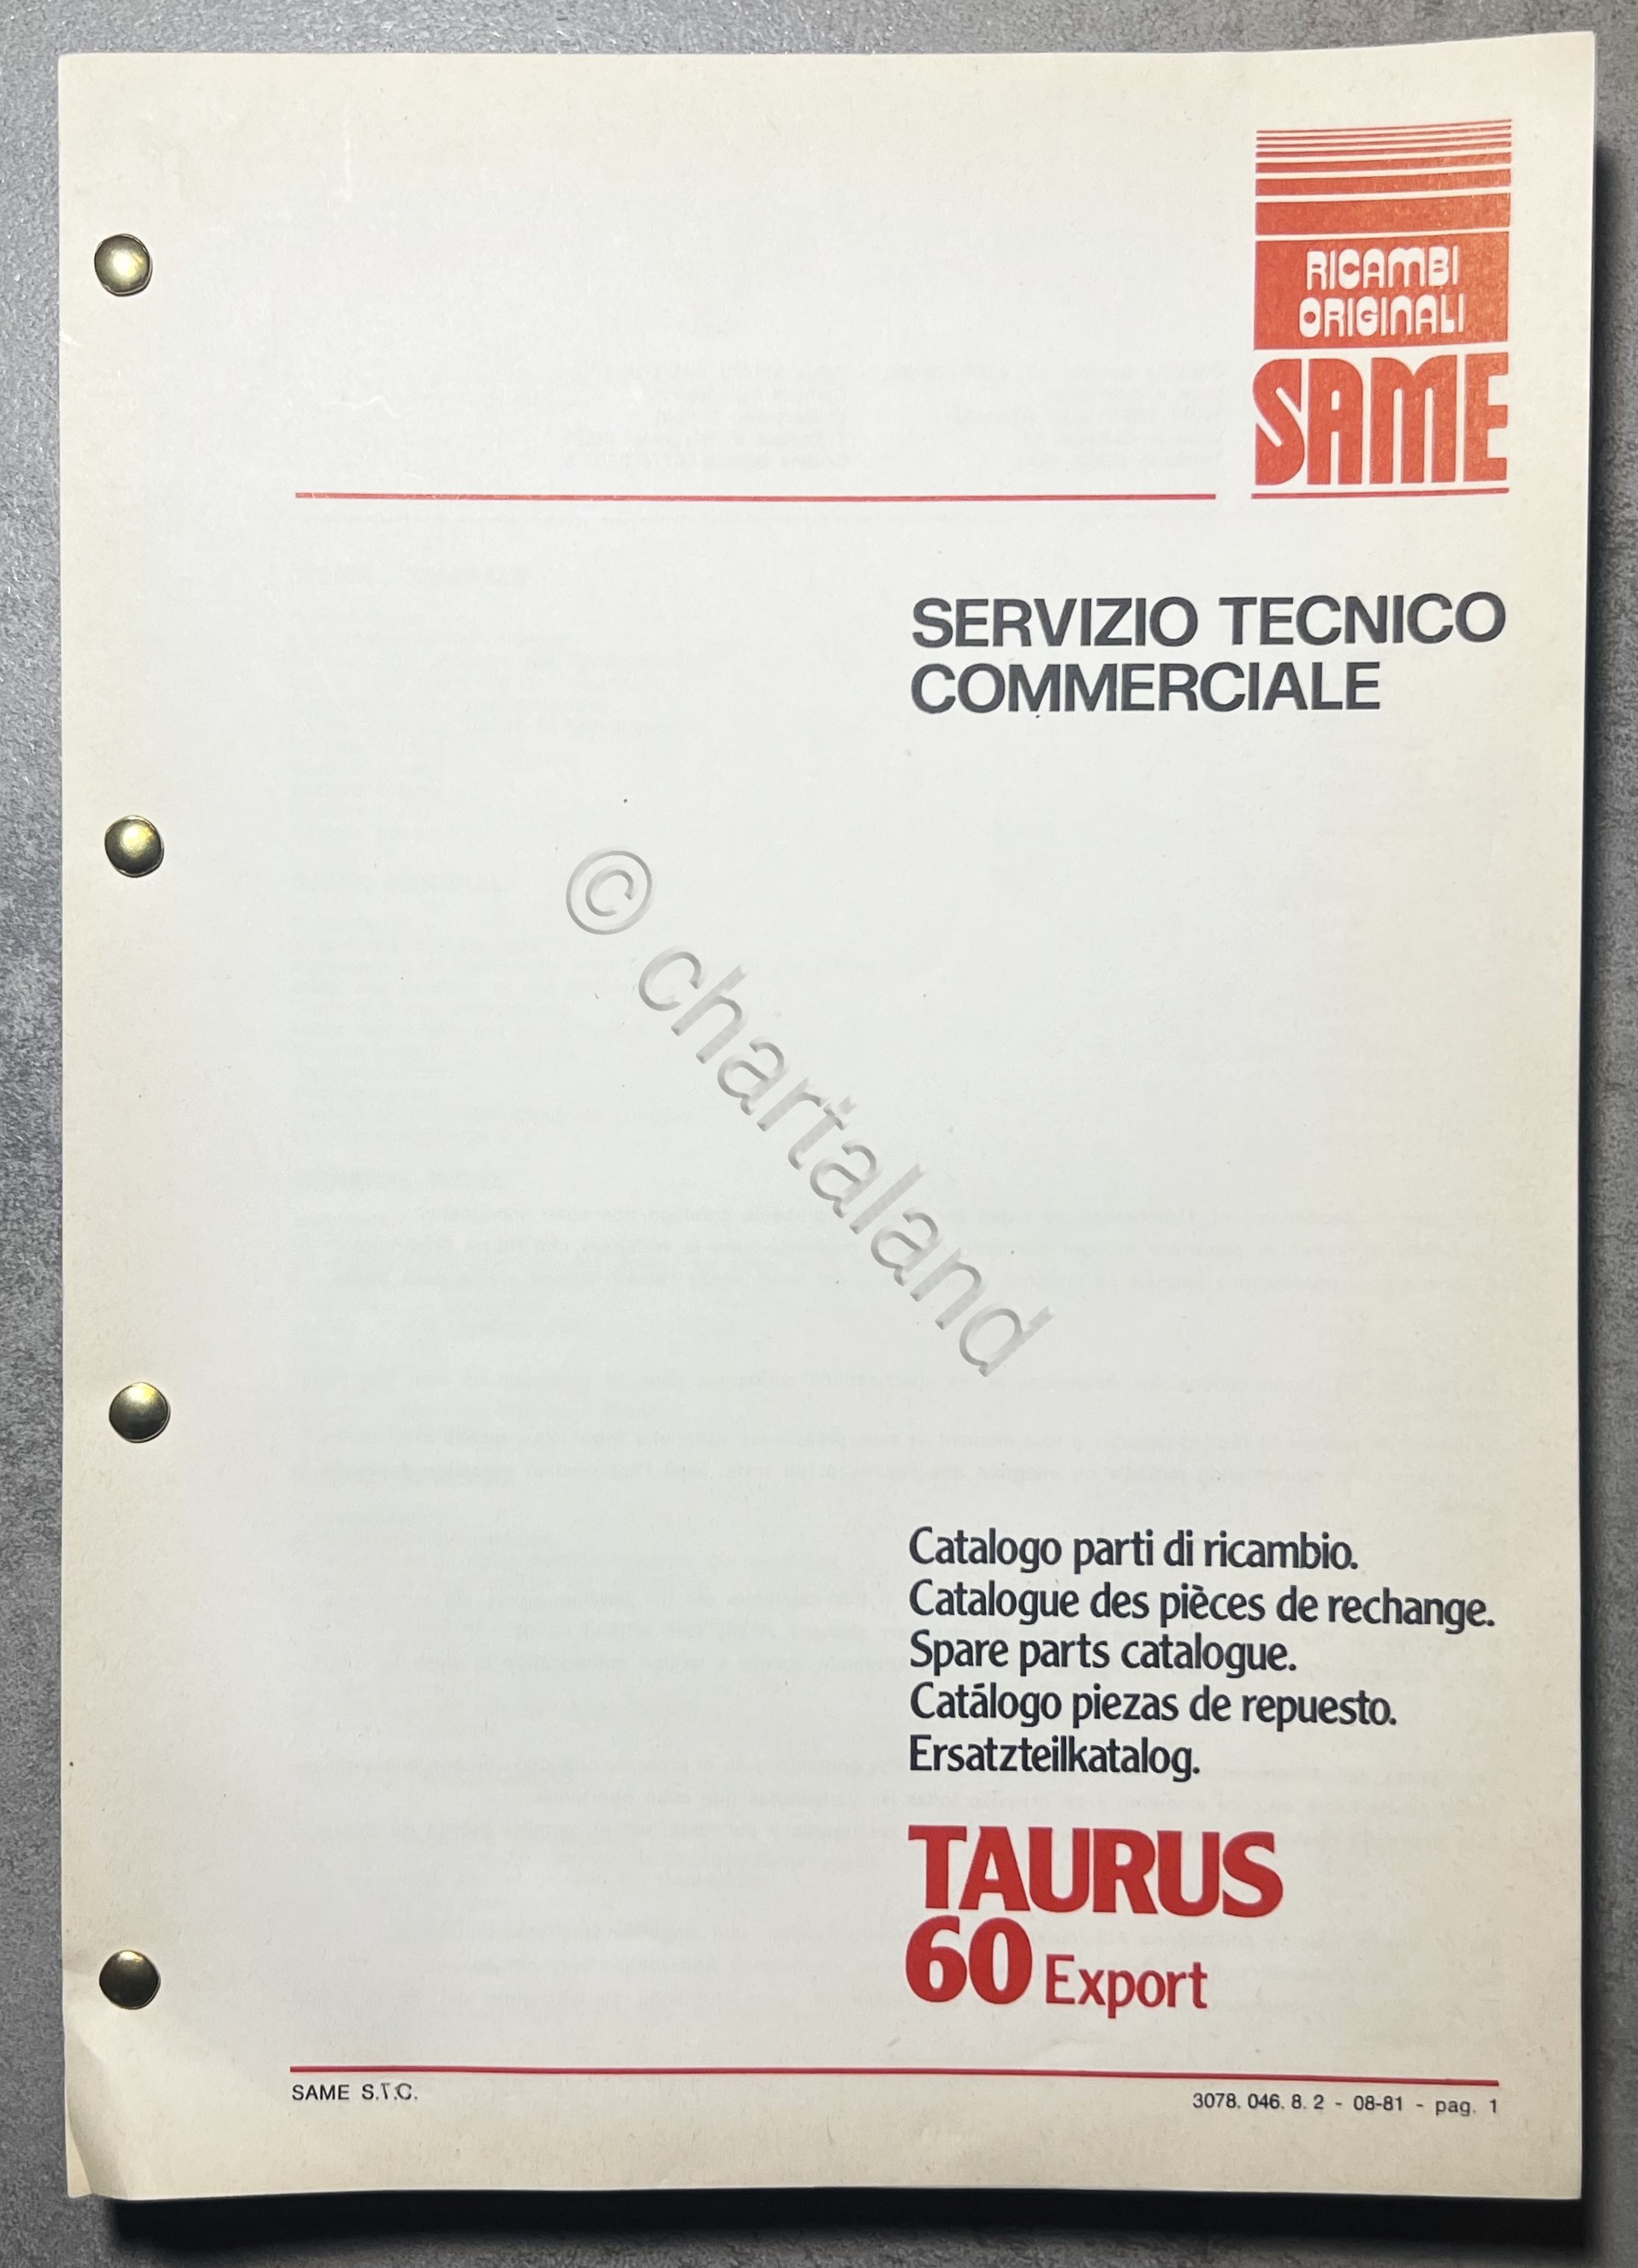 RICAMBI
ORIGINALI
SAME
SERVIZIO TECNICO
COMMERCIALE
© chartaland
Catalogo parti di ricambio.
Catalogue des pièces de rechange.
Spare parts catalogue.
Catálogo piezas de repuesto.
Ersatzteilkatalog.
TAURUS
60 Export
SAME S.T.C.
3078. 046. 8. 2 - 08-81 - pag. 1